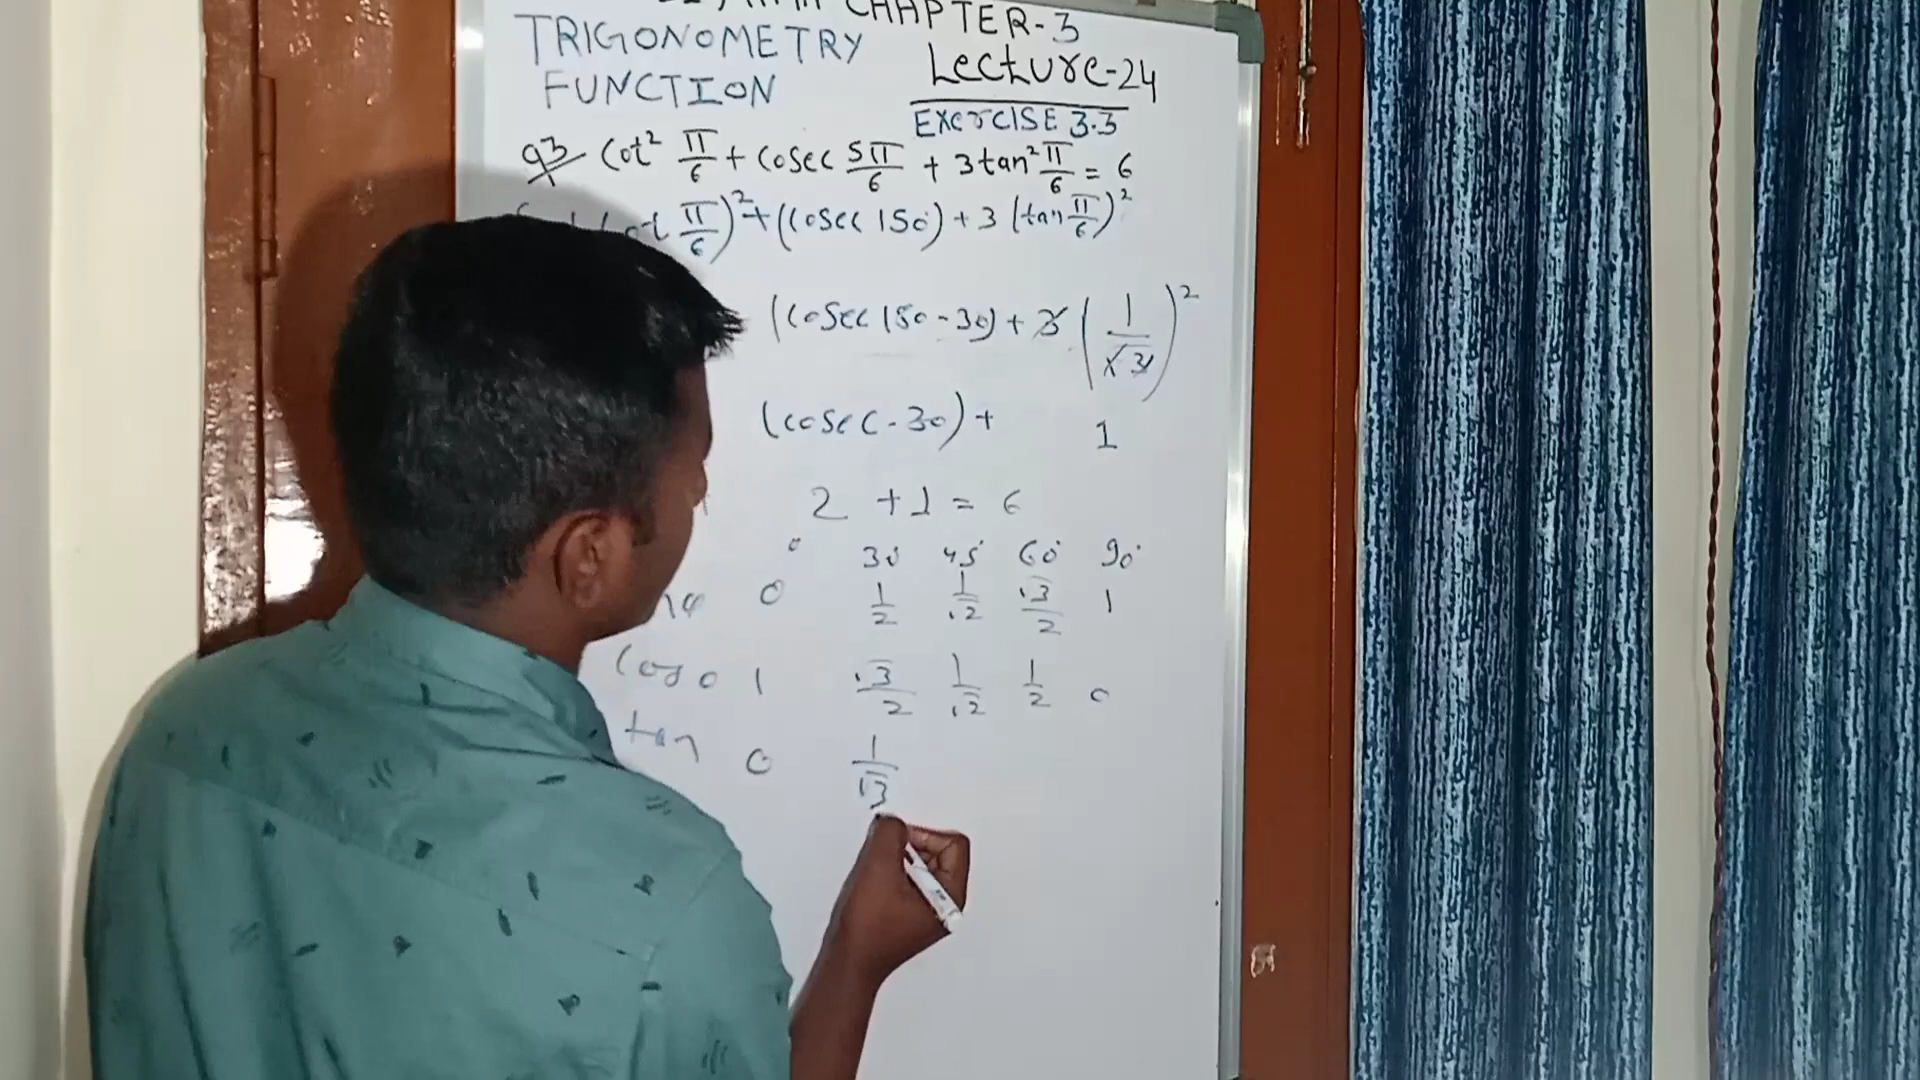 CHAPTER-3
TRIGONOMETRY
FUNCTION
Lecture-24
EXERCISE 3.3
Q3 Cot² π/6 + Cosec 5π/6 + 3tan² π/6 = 6
π/6)² + (Cosec 150) + 3 (tan π/6)²
(Cosec 180-30) + 3 (1/√3)²
(Cosec-30) + 1
2 + 1 = 6
0° 30° 45° 60° 90°
0 1/2 1/√2 √3/2 1
Cos 0 1 √3/2 1/√2 1/2 0
tan 0 1/√3